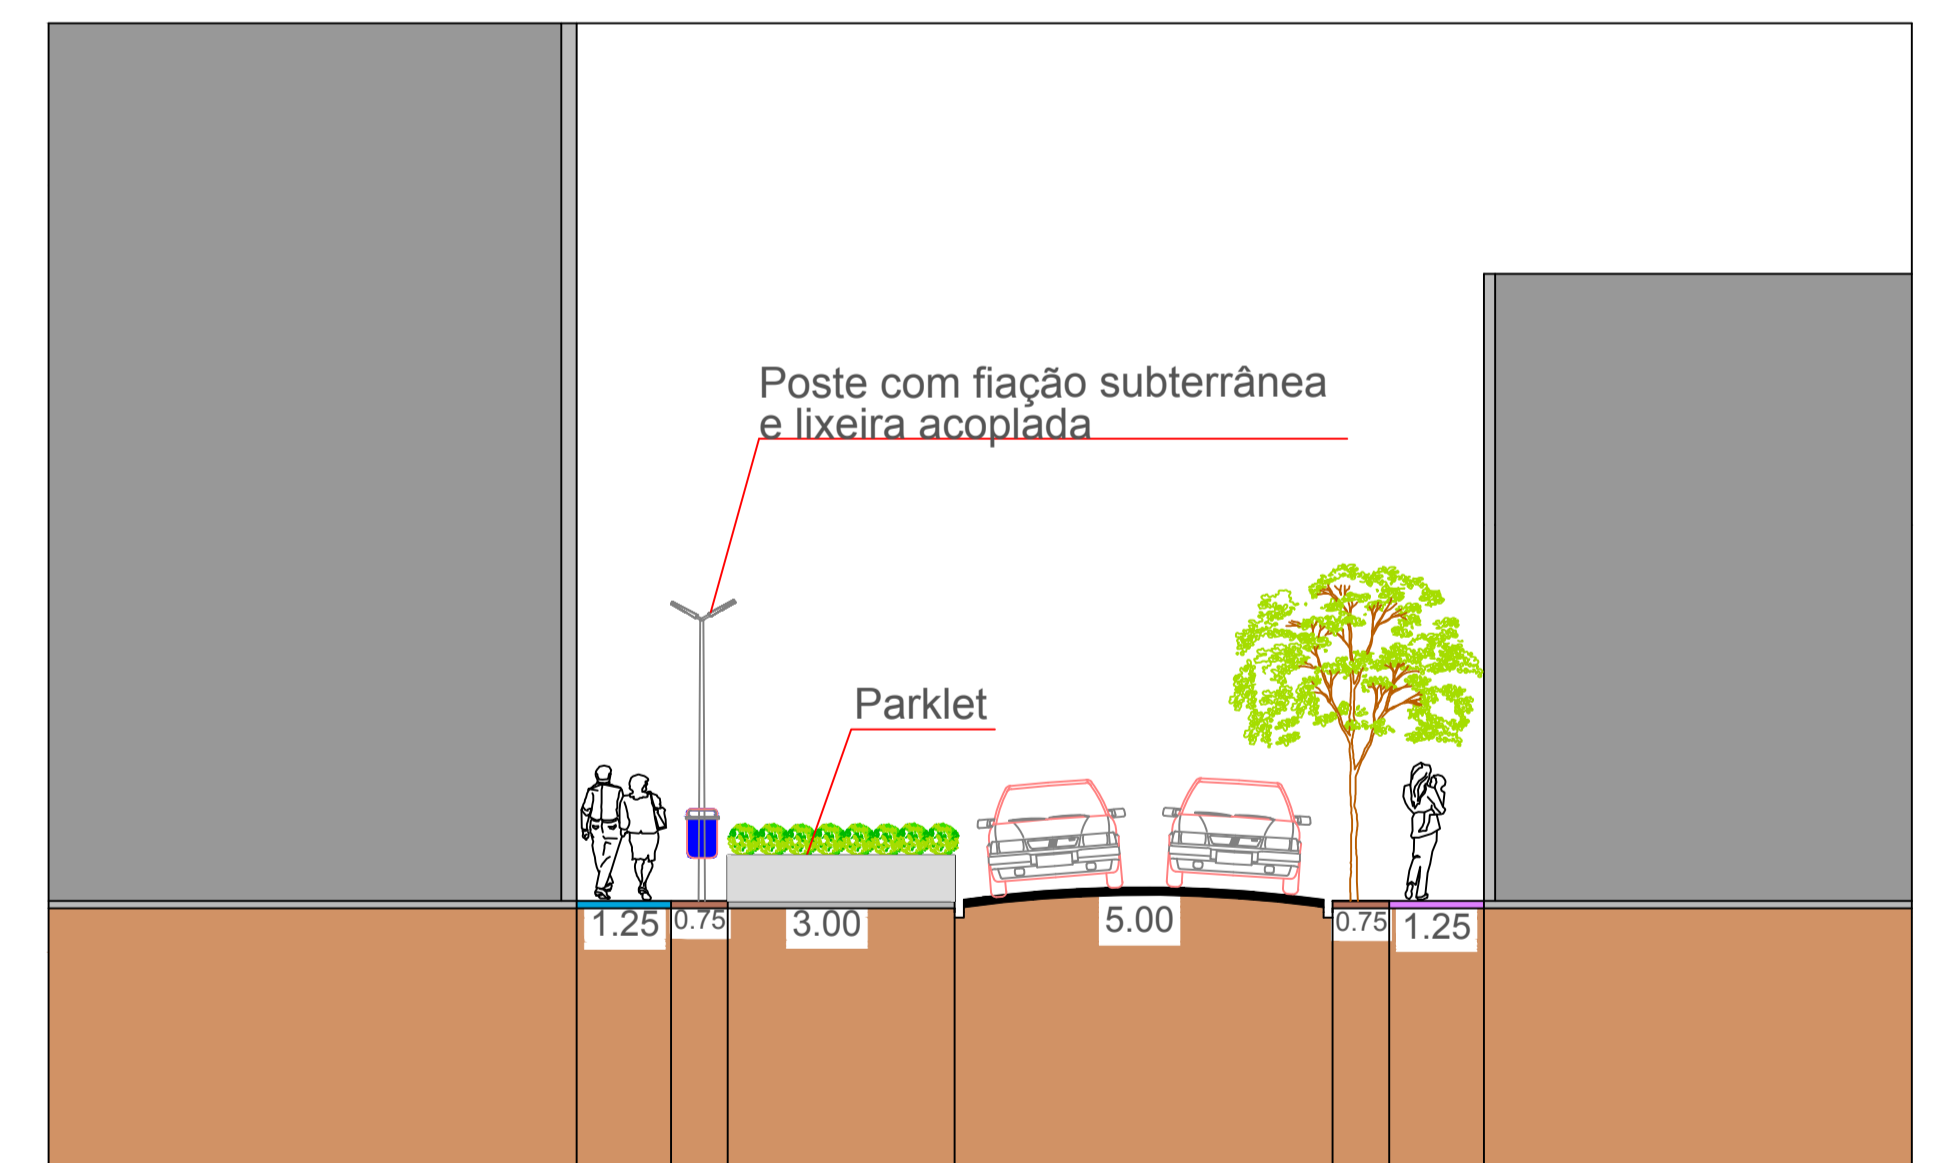 Poste com fiação subterrânea
e lixeira acoplada
Parklet
1.25
0.75
3.00
5.00
0.75
1.25